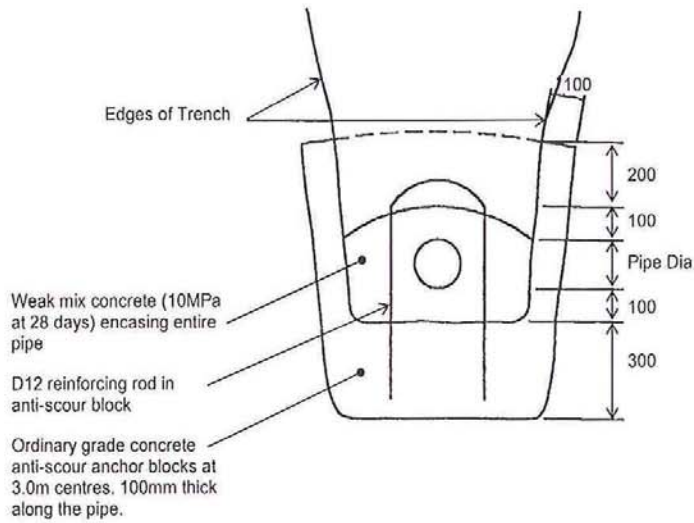 100
Edges of Trench
200
100
Pipe Dia
100
300
Weak mix concrete (10MPa
at 28 days) encasing entire
pipe
D12 reinforcing rod in
anti-scour block
Ordinary grade concrete
anti-scour anchor blocks at
3.0m centres. 100mm thick
along the pipe.